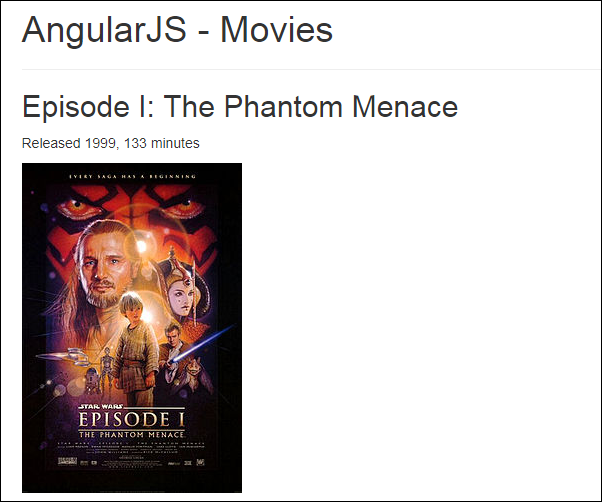 AngularJS - Movies
Episode I: The Phantom Menace
Released 1999, 133 minutes
EVERY SAGA HAS A BEGINNING
STAR WARS
EPISODE I
THE PHANTOM MENACE